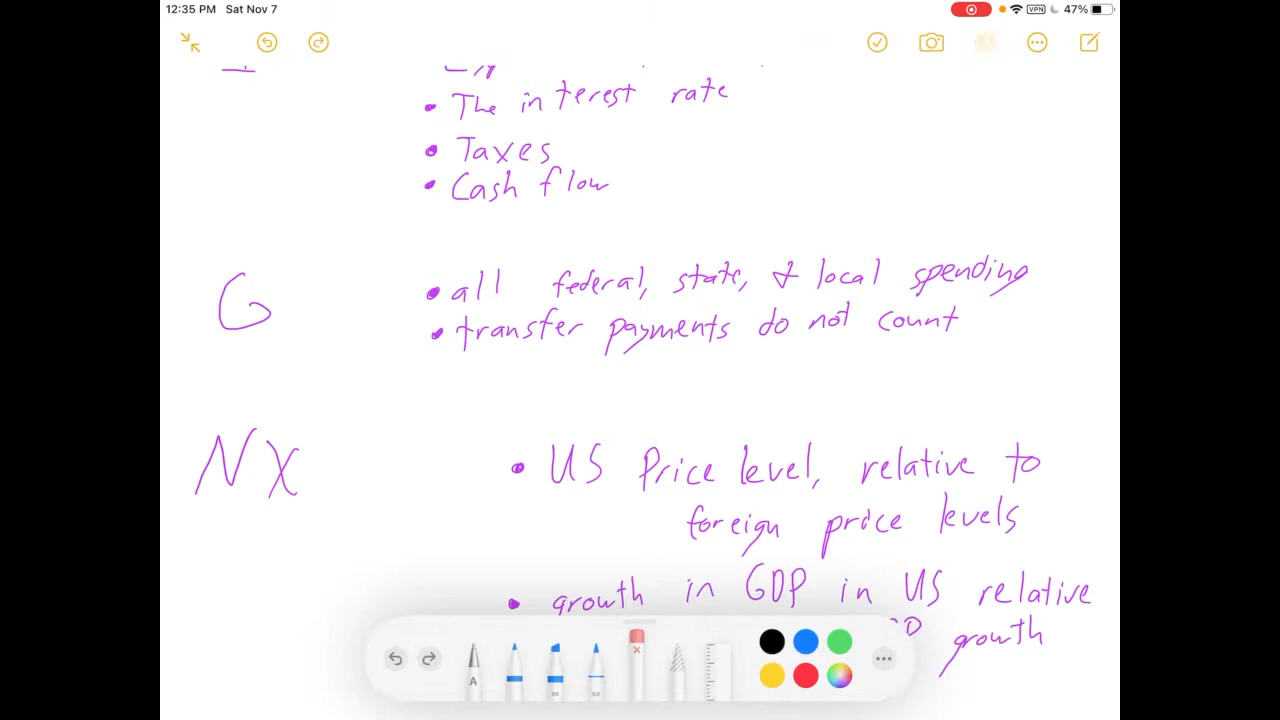 12:35 PM Sat Nov 7
VPN 47%
• The interest rate
• Taxes
• Cash flow
G • all federal, state, & local spending
• transfer payments do not count
NX • US Price level, relative to
foreign price levels
• growth in GDP in US relative
growth
A